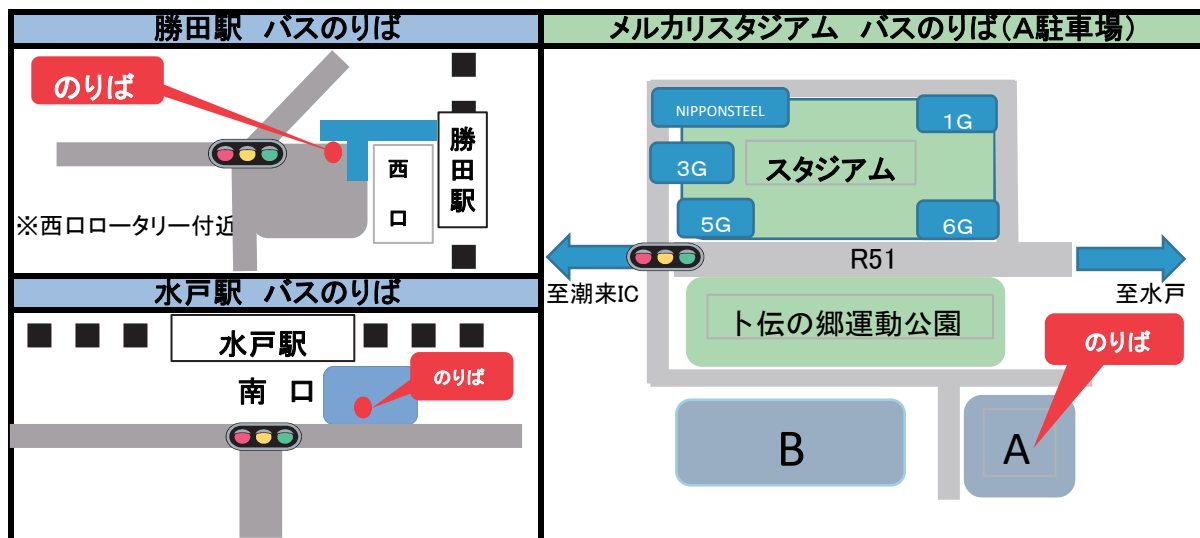 勝田駅 バスのりば
のりば
勝田駅
西口
※西口ロータリー付近
水戸駅 バスのりば
水戸駅
南 口
のりば
メルカリスタジアム バスのりば(A駐車場)
NIPPONSTEEL
1G
3G
スタジアム
5G
6G
R51
至潮来IC
至水戸
卜伝の郷運動公園
のりば
B
A